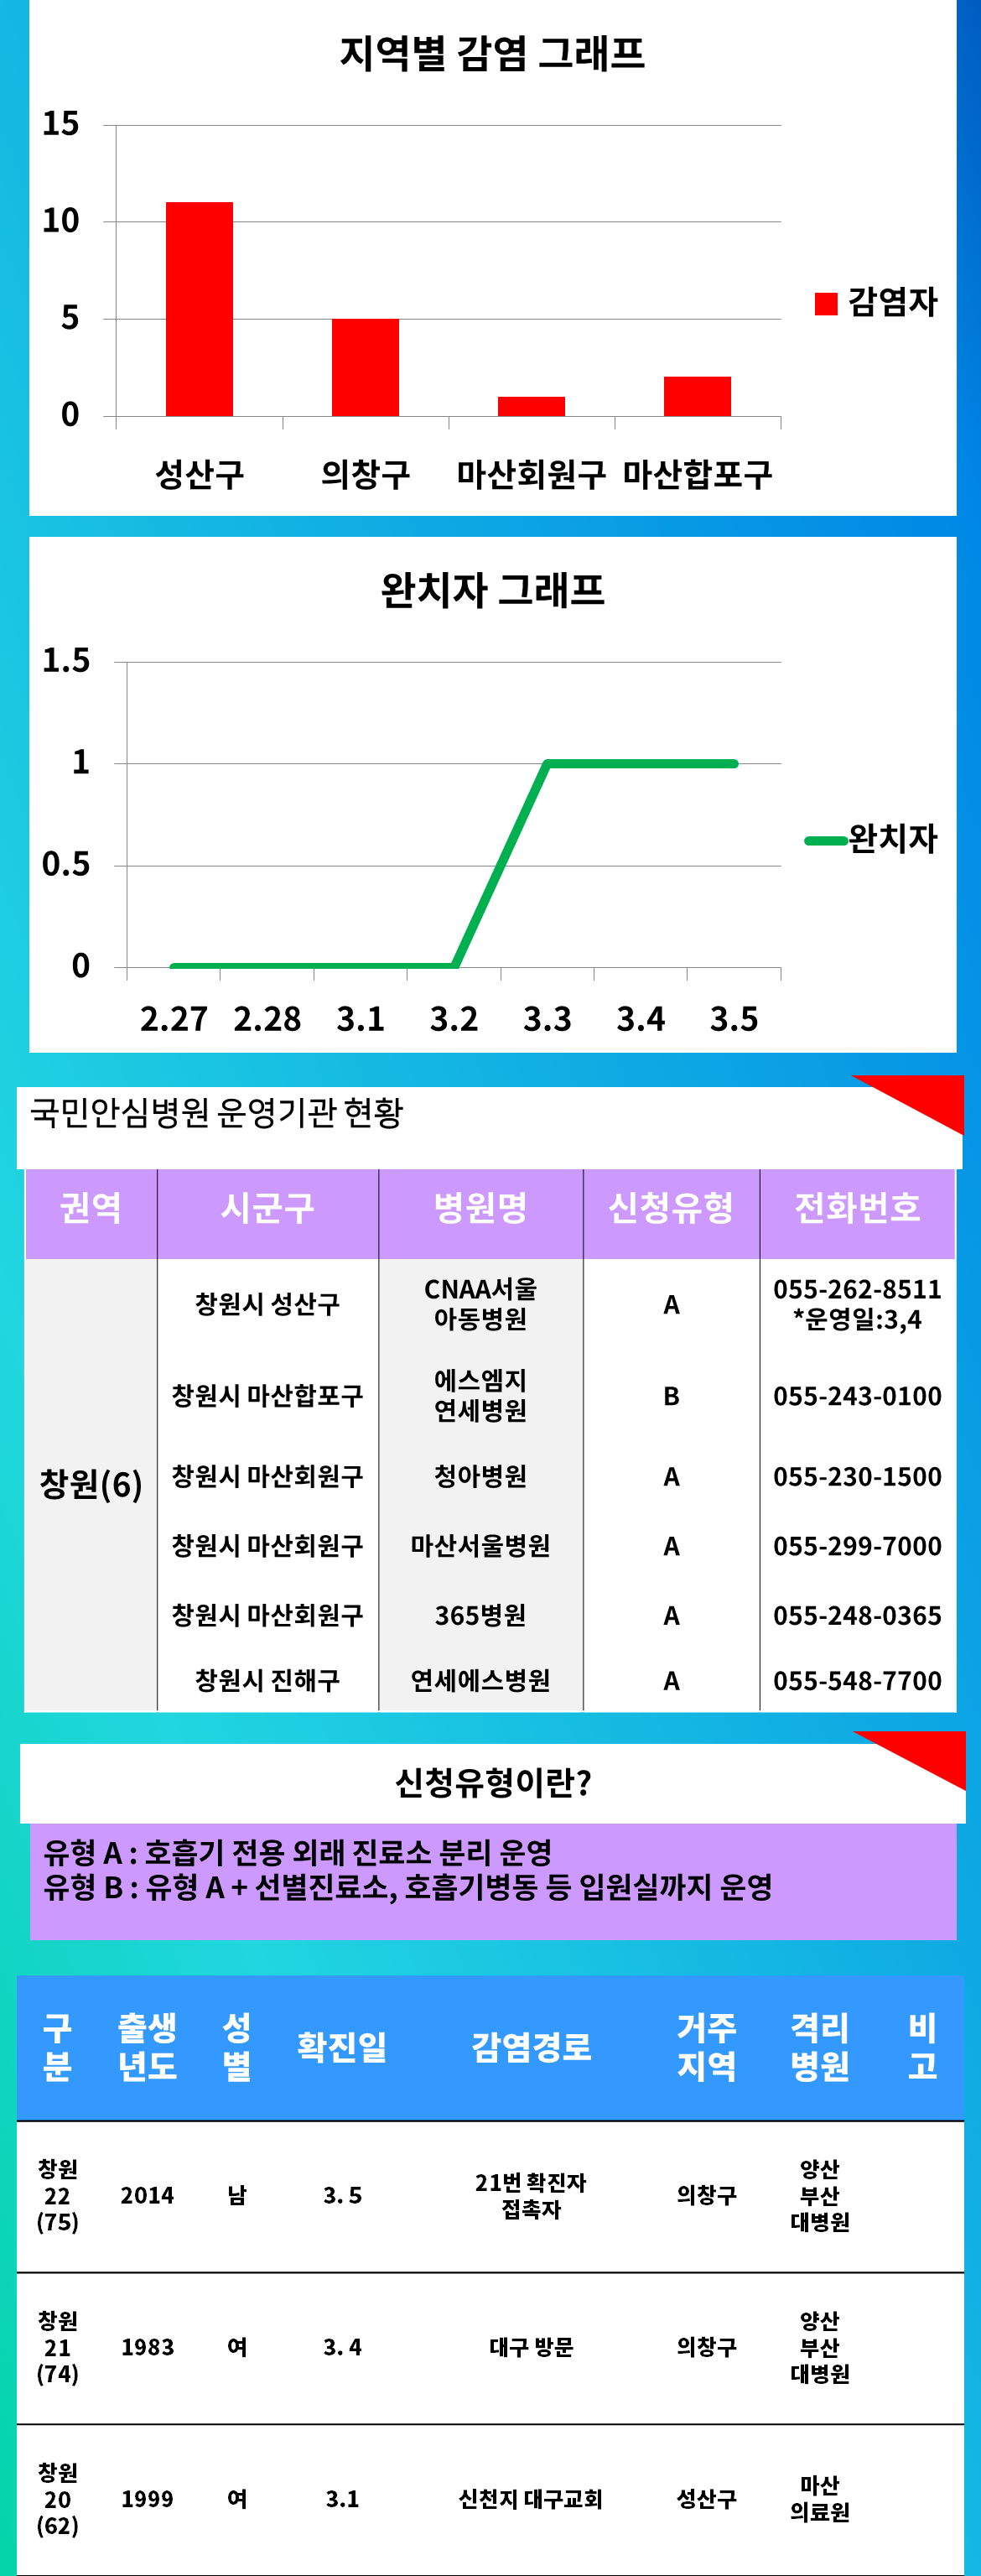 지역별 감염 그래프
15
10
5
0
감염자
성산구 의창구 마산회원구 마산합포구
완치자 그래프
1.5
1
0.5
0
완치자
2.27 2.28 3.1 3.2 3.3 3.4 3.5
국민안심병원 운영기관 현황
권역 시군구 병원명 신청유형 전화번호
창원(6)
창원시 성산구 CNAA서울 아동병원 A 055-262-8511 *운영일:3,4
창원시 마산합포구 에스엠지 연세병원 B 055-243-0100
창원시 마산회원구 청아병원 A 055-230-1500
창원시 마산회원구 마산서울병원 A 055-299-7000
창원시 마산회원구 365병원 A 055-248-0365
창원시 진해구 연세에스병원 A 055-548-7700
신청유형이란?
유형 A : 호흡기 전용 외래 진료소 분리 운영
유형 B : 유형 A + 선별진료소, 호흡기병동 등 입원실까지 운영
구분 출생년도 성별 확진일 감염경로 거주지역 격리병원 비고
창원 22 (75) 2014 남 3. 5 21번 확진자 접촉자 의창구 양산 부산 대병원
창원 21 (74) 1983 여 3. 4 대구 방문 의창구 양산 부산 대병원
창원 20 (62) 1999 여 3.1 신천지 대구교회 성산구 마산 의료원